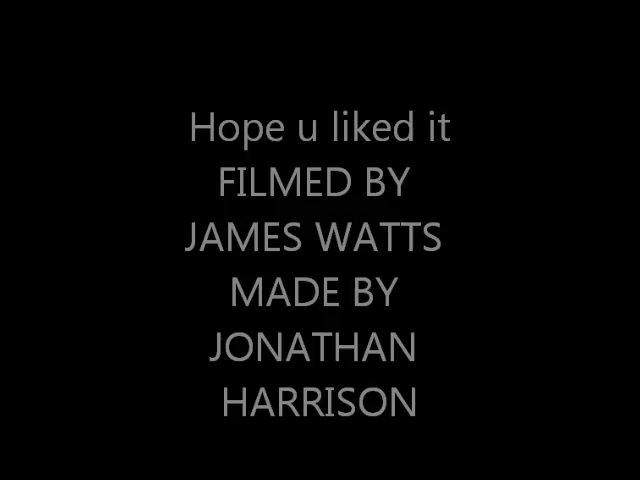 Hope u liked it
FILMED BY
JAMES WATTS
MADE BY
JONATHAN
HARRISON